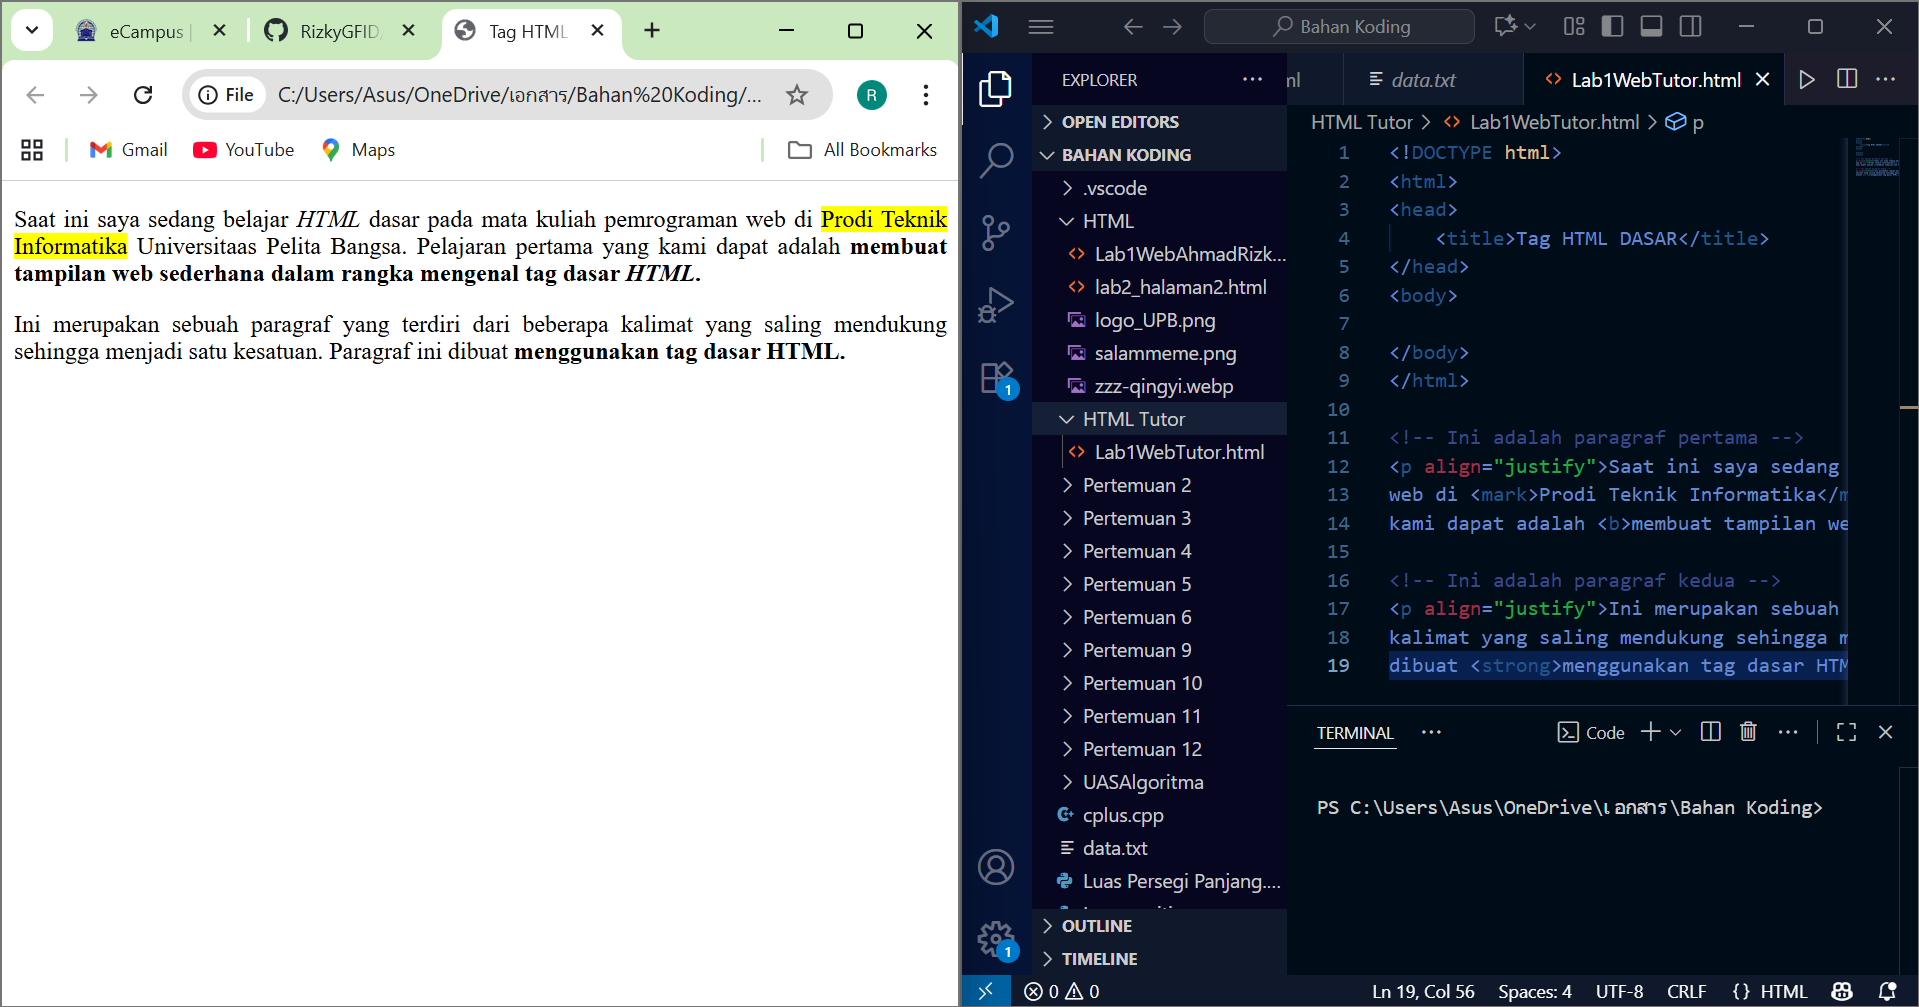 eCampus
RizkyGFID
Tag HTML
File
C:/Users/Asus/OneDrive/เอกสาร/Bahan%20Koding/...
R
Gmail
YouTube
Maps
All Bookmarks
Saat ini saya sedang belajar HTML dasar pada mata kuliah pemrograman web di Prodi Teknik
Informatika Universitaas Pelita Bangsa. Pelajaran pertama yang kami dapat adalah membuat
tampilan web sederhana dalam rangka mengenal tag dasar HTML.
Ini merupakan sebuah paragraf yang terdiri dari beberapa kalimat yang saling mendukung
sehingga menjadi satu kesatuan. Paragraf ini dibuat menggunakan tag dasar HTML.
Bahan Koding
EXPLORER
OPEN EDITORS
BAHAN KODING
.vscode
HTML
Lab1WebAhmadRizk...
lab2_halaman2.html
logo_UPB.png
salammeme.png
zzz-qingyi.webp
HTML Tutor
Lab1WebTutor.html
Pertemuan 2
Pertemuan 3
Pertemuan 4
Pertemuan 5
Pertemuan 6
Pertemuan 9
Pertemuan 10
Pertemuan 11
Pertemuan 12
UASAlgoritma
cplus.cpp
data.txt
Luas Persegi Panjang....
OUTLINE
TIMELINE
1
1
ml
data.txt
Lab1WebTutor.html
HTML Tutor > Lab1WebTutor.html > p
1 <!DOCTYPE html>
2 <html>
3 <head>
4 <title>Tag HTML DASAR</title>
5 </head>
6 <body>
7
8 </body>
9 </html>
10
11 <!-- Ini adalah paragraf pertama -->
12 <p align="justify">Saat ini saya sedang
13 web di <mark>Prodi Teknik Informatika</m
14 kami dapat adalah <b>membuat tampilan we
15
16 <!-- Ini adalah paragraf kedua -->
17 <p align="justify">Ini merupakan sebuah
18 kalimat yang saling mendukung sehingga m
19 dibuat <strong>menggunakan tag dasar HTM
TERMINAL
Code
PS C:\Users\Asus\OneDrive\เอกสาร\Bahan Koding>
0 0
Ln 19, Col 56
Spaces: 4
UTF-8
CRLF
{} HTML